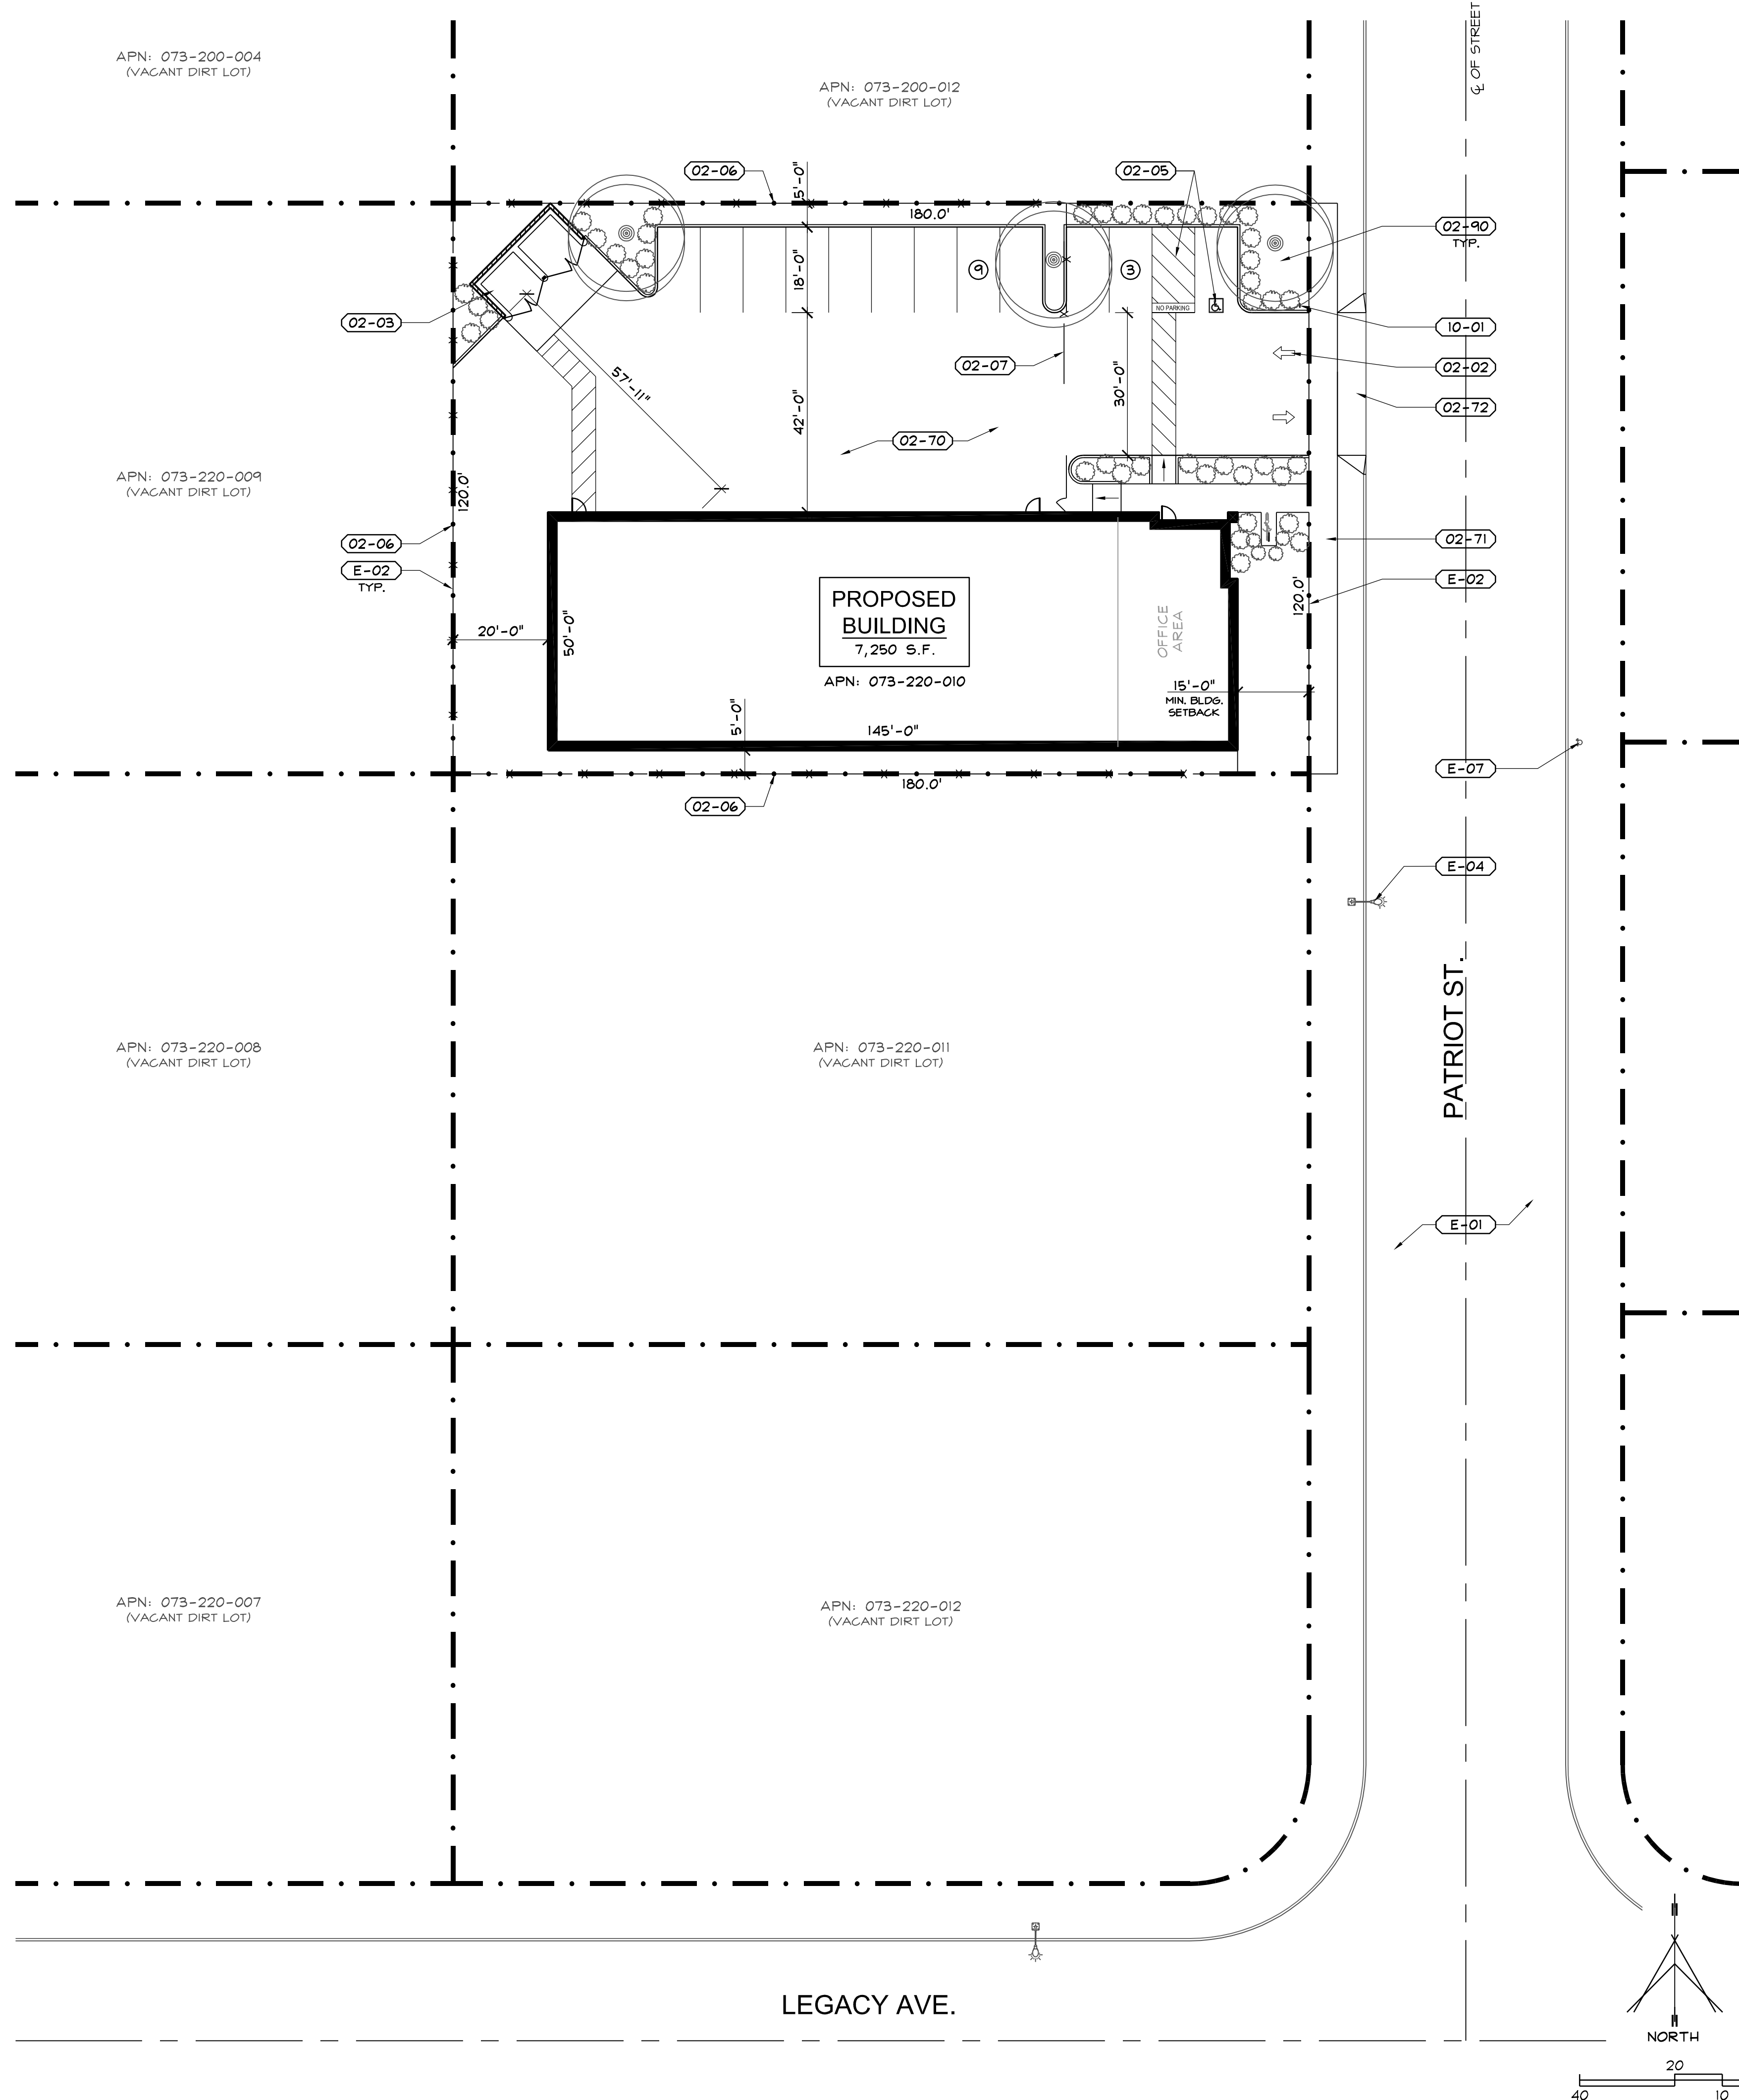 ℄ OF STREET
APN: 073-200-004
(VACANT DIRT LOT)
APN: 073-200-012
(VACANT DIRT LOT)
02-06
5'-0"
02-05
180.0'
02-90
TYP.
18'-0"
9
3
NO PARKING
02-03
10-01
02-07
02-02
57'-11"
30'-0"
42'-0"
02-72
02-70
APN: 073-220-009
(VACANT DIRT LOT)
120.0'
02-06
E-02
TYP.
02-71
E-02
120.0'
20'-0"
50'-0"
PROPOSED
BUILDING
7,250 S.F.
APN: 073-220-010
OFFICE
AREA
15'-0"
MIN. BLDG.
SETBACK
5'-0"
145'-0"
180.0'
02-06
E-07
E-04
PATRIOT ST.
APN: 073-220-008
(VACANT DIRT LOT)
APN: 073-220-011
(VACANT DIRT LOT)
E-01
APN: 073-220-007
(VACANT DIRT LOT)
APN: 073-220-012
(VACANT DIRT LOT)
LEGACY AVE.
NORTH
20
40
10